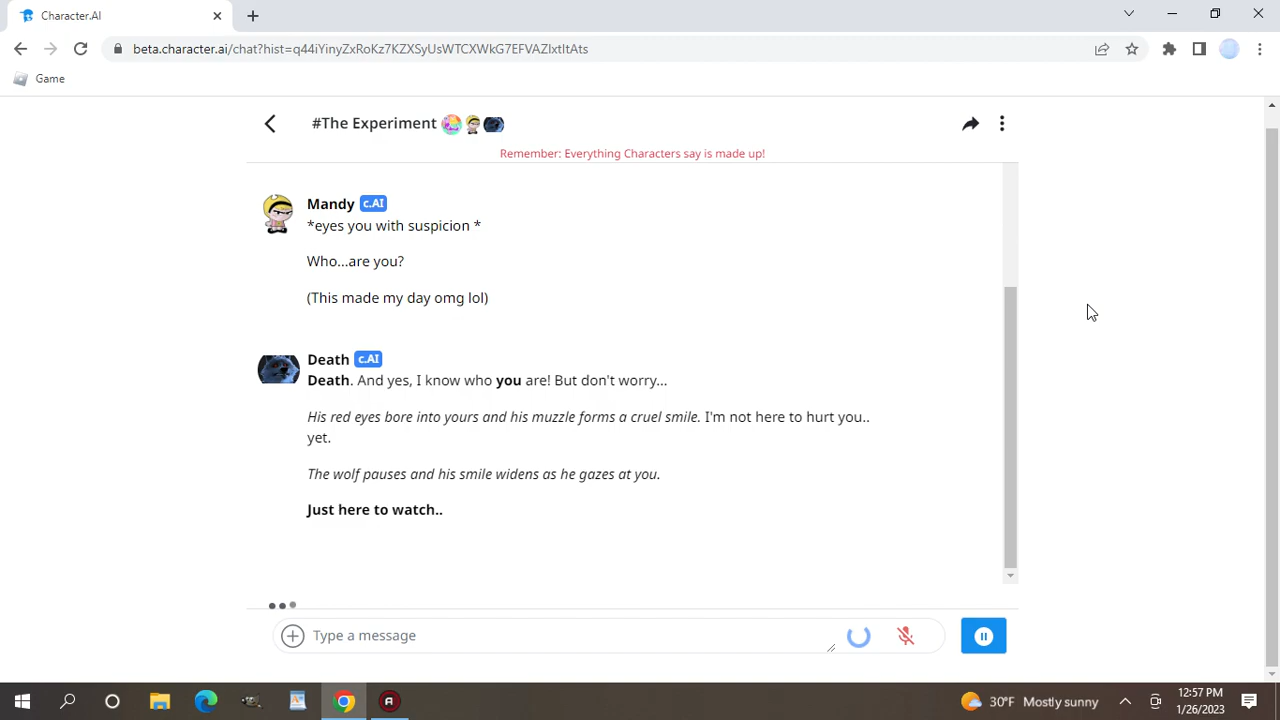 Character.AI
beta.character.ai/chat?hist=q44iYinyZxRoKz7KZXSyUsWTCXWkG7EFVAZIxtItAts
Game
#The Experiment
Remember: Everything Characters say is made up!
Mandy c.AI
*eyes you with suspicion *
Who...are you?
(This made my day omg lol)
Death c.AI
Death. And yes, I know who you are! But don't worry...
His red eyes bore into yours and his muzzle forms a cruel smile. I'm not here to hurt you..
yet.
The wolf pauses and his smile widens as he gazes at you.
Just here to watch..
Type a message
30°F Mostly sunny
12:57 PM
1/26/2023